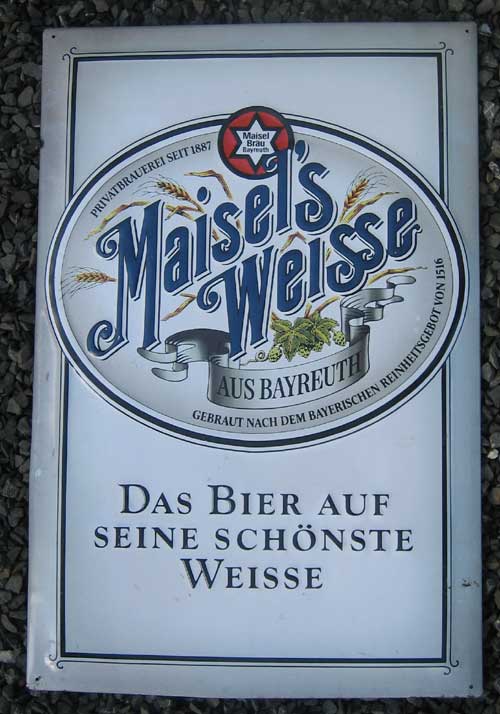 Maisel
Bräu
Bayreuth
PRIVATBRAUEREI SEIT 1887
Maisel's
Weisse
AUS BAYREUTH
GEBRAUT NACH DEM BAYERISCHEN REINHEITSGEBOT VON 1516
DAS BIER AUF
SEINE SCHÖNSTE
WEISSE